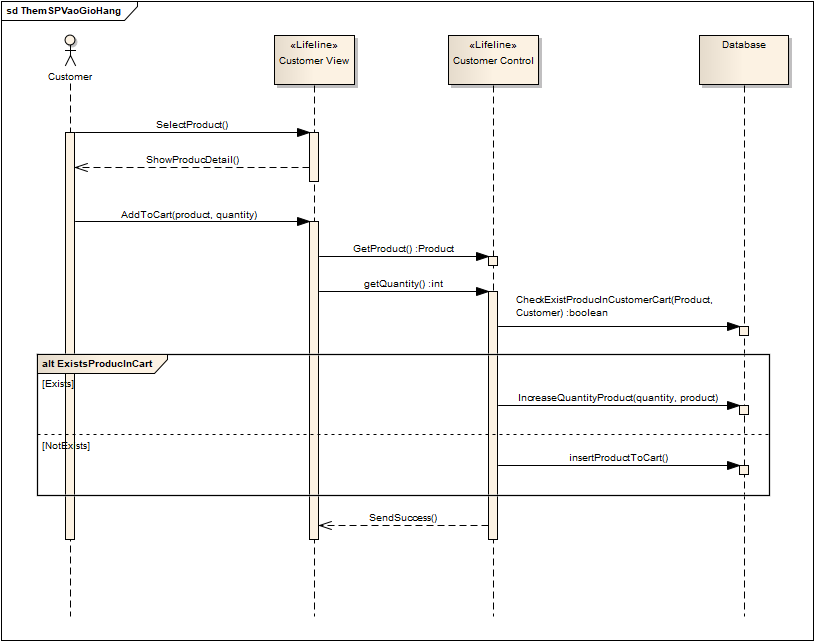 sd ThemSPVaoGioHang
«Lifeline»
Customer View
«Lifeline»
Customer Control
Database
Customer
SelectProduct()
ShowProducDetail()
AddToCart(product, quantity)
GetProduct() :Product
getQuantity() :int
CheckExistProducInCustomerCart(Product,
Customer) :boolean
alt ExistsProducInCart
[Exists]
IncreaseQuantityProduct(quantity, product)
[NotExists]
insertProductToCart()
SendSuccess()